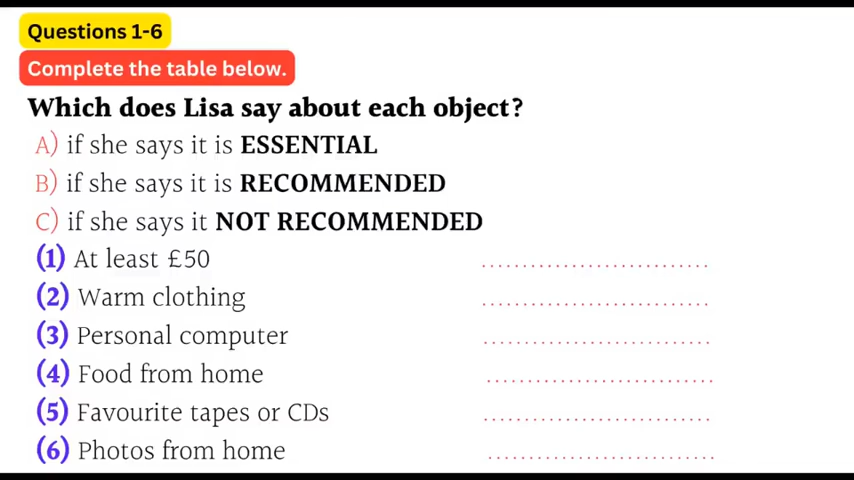 Questions 1-6
Complete the table below.
Which does Lisa say about each object?
A) if she says it is ESSENTIAL
B) if she says it is RECOMMENDED
C) if she says it NOT RECOMMENDED
(1) At least £50 ............................
(2) Warm clothing ............................
(3) Personal computer ............................
(4) Food from home ............................
(5) Favourite tapes or CDs ............................
(6) Photos from home ............................